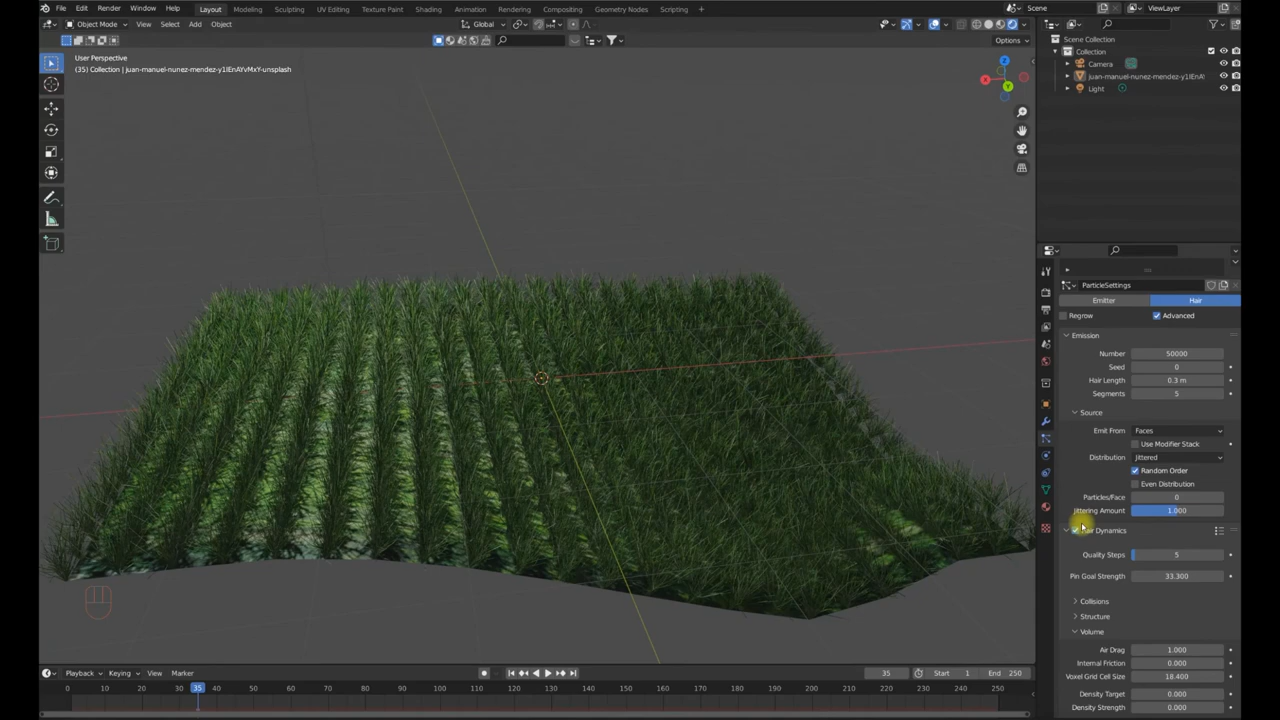 File Edit Render Window Help Layout Modeling Sculpting UV Editing Texture Paint Shading Animation Rendering Compositing Geometry Nodes Scripting Scene ViewLayer
Object Mode View Select Add Object Global
Options
User Perspective
(35) Collection | juan-manuel-nunez-mendez-y1lEnAYvMxY-unsplash
Scene Collection
Collection
Camera
juan-manuel-nunez-mendez-y1lEnAY
Light
ParticleSettings
Emitter Hair
Regrow Advanced
Emission
Number 50000
Seed 0
Hair Length 0.3 m
Segments 5
Source
Emit From Faces
Use Modifier Stack
Distribution Jittered
Random Order
Even Distribution
Particles/Face 0
Jittering Amount 1.000
Hair Dynamics
Quality Steps 5
Pin Goal Strength 33.300
Collisions
Structure
Volume
Air Drag 1.000
Internal Friction 0.000
Voxel Grid Cell Size 18.400
Density Target 0.000
Density Strength 0.000
Playback Keying View Marker 35 Start 1 End 250
0 10 20 30 35 40 50 60 70 80 90 100 110 120 130 140 150 160 170 180 190 200 210 220 230 240 250